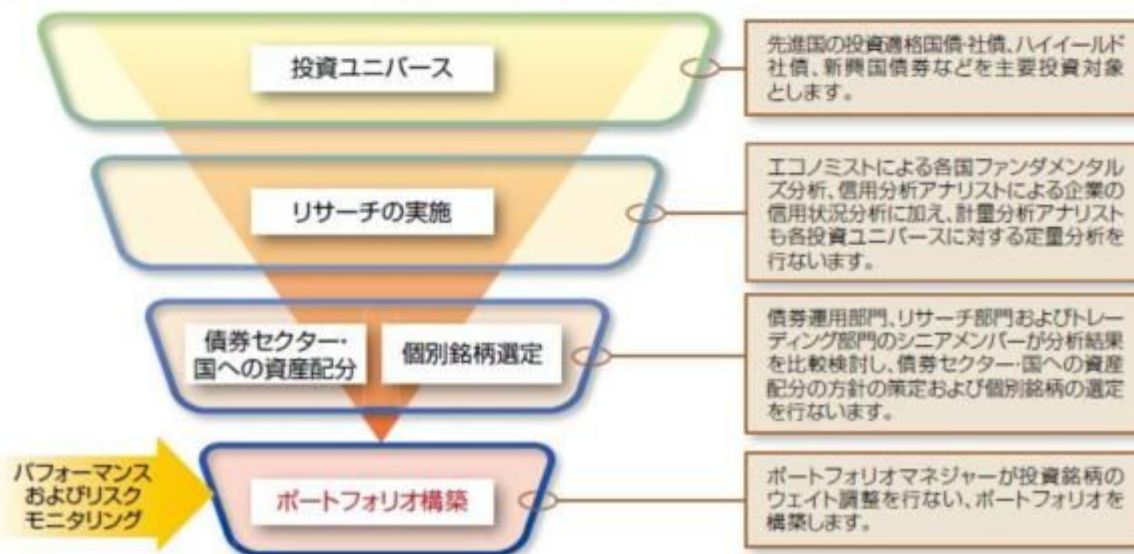 投資ユニバース
先進国の投資適格国債·社債、ハイイールド
社債、新興国債券などを主要投資対象
とします。
リサーチの実施
エコノミストによる各国ファンダメンタル
ズ分析、信用分析アナリストによる企業の
信用状況分析に加え、計量分析アナリスト
も各投資ユニバースに対する定量分析を
行ないます。
債券セクター・
国への資産配分
個別銘柄選定
債券運用部門、リサーチ部門およびトレー
ディング部門のシニアメンバーが分析結果
を比較検討し、債券セクター・国への資産
配分の方針の策定および個別銘柄の選定
を行ないます。
パフォーマンス
およびリスク
モニタリング
ポートフォリオ構築
ポートフォリオマネジャーが投資銘柄の
ウェイト調整を行ない、ポートフォリオを
構築します。